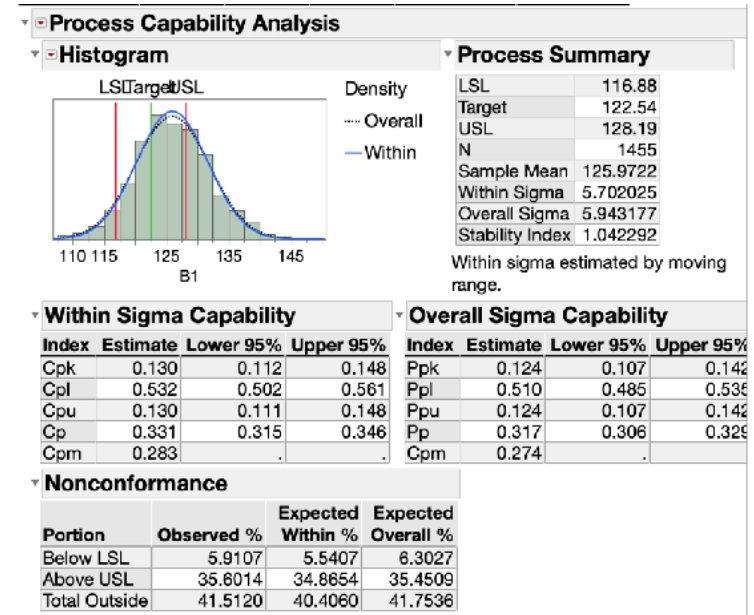 Process Capability Analysis
Histogram
LSL Target USL
Density
Overall
Within
110 115 125 135 145
B1
Process Summary
LSL 116.88
Target 122.54
USL 128.19
N 1455
Sample Mean 125.9722
Within Sigma 5.702025
Overall Sigma 5.943177
Stability Index 1.042292
Within sigma estimated by moving
range.
Within Sigma Capability
Index Estimate Lower 95% Upper 95%
Cpk 0.130 0.112 0.148
Cpl 0.532 0.502 0.561
Cpu 0.130 0.111 0.148
Cp 0.331 0.315 0.346
Cpm 0.283 . .
Overall Sigma Capability
Index Estimate Lower 95% Upper 95%
Ppk 0.124 0.107 0.142
Ppl 0.510 0.485 0.535
Ppu 0.124 0.107 0.142
Pp 0.317 0.306 0.329
Cpm 0.274 .
Nonconformance
Portion Observed % Expected Within % Expected Overall %
Below LSL 5.9107 5.5407 6.3027
Above USL 35.6014 34.8654 35.4509
Total Outside 41.5120 40.4060 41.7536